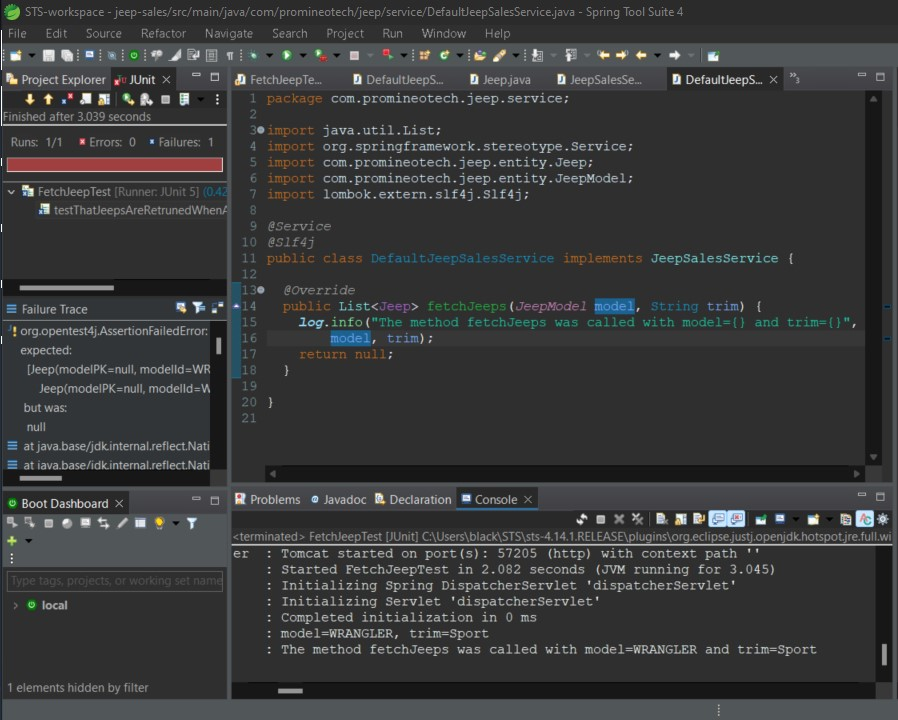 STS-workspace - jeep-sales/src/main/java/com/promineotech/jeep/service/DefaultJeepSalesService.java - Spring Tool Suite 4
File Edit Source Refactor Navigate Search Project Run Window Help
Project Explorer JUnit
Finished after 3.039 seconds
Runs: 1/1 Errors: 0 Failures: 1
FetchJeepTest [Runner: JUnit 5] (0.42
testThatJeepsAreRetrunedWhenA
Failure Trace
org.opentest4j.AssertionFailedError:
expected:
[Jeep(modelPK=null, modelId=WR
Jeep(modelPK=null, modelId=W
but was:
null
at java.base/jdk.internal.reflect.Nati
at java.base/jdk.internal.reflect.Nati
Boot Dashboard
Type tags, projects, or working set name
local
1 elements hidden by filter
FetchJeepTe... DefaultJeepS... Jeep.java JeepSalesSe... DefaultJeepS... »5
1 package com.promineotech.jeep.service;
2
3 import java.util.List;
4 import org.springframework.stereotype.Service;
5 import com.promineotech.jeep.entity.Jeep;
6 import com.promineotech.jeep.entity.JeepModel;
7 import lombok.extern.slf4j.Slf4j;
8
9 @Service
10 @Slf4j
11 public class DefaultJeepSalesService implements JeepSalesService {
12
13 @Override
14 public List<Jeep> fetchJeeps(JeepModel model, String trim) {
15 log.info("The method fetchJeeps was called with model={} and trim={}",
16 model, trim);
17 return null;
18 }
19
20 }
21
Problems Javadoc Declaration Console
<terminated> FetchJeepTest [JUnit] C:\Users\black\STS\sts-4.14.1.RELEASE\plugins\org.eclipse.justj.openjdk.hotspot.jre.full.wi
er : Tomcat started on port(s): 57205 (http) with context path ''
: Started FetchJeepTest in 2.082 seconds (JVM running for 3.045)
: Initializing Spring DispatcherServlet 'dispatcherServlet'
: Initializing Servlet 'dispatcherServlet'
: Completed initialization in 0 ms
: model=WRANGLER, trim=Sport
: The method fetchJeeps was called with model=WRANGLER and trim=Sport